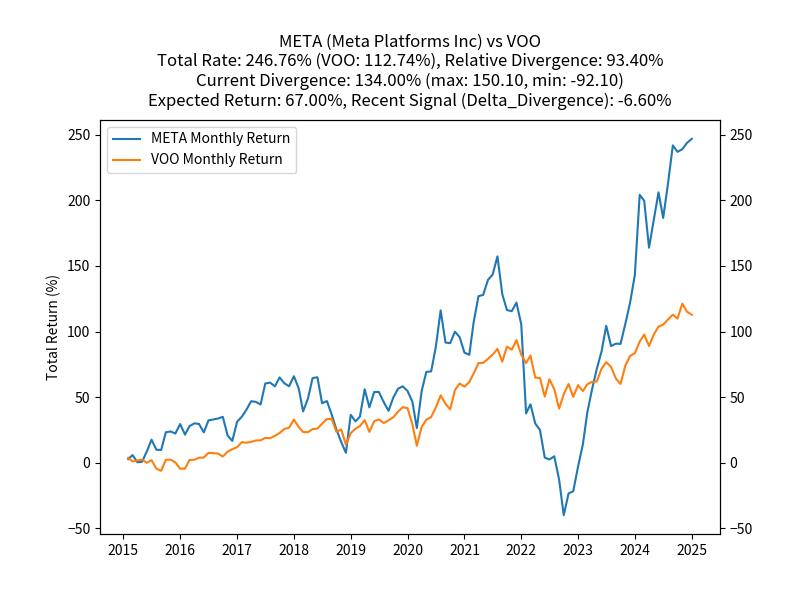 META (Meta Platforms Inc) vs VOO
Total Rate: 246.76% (VOO: 112.74%), Relative Divergence: 93.40%
Current Divergence: 134.00% (max: 150.10, min: -92.10)
Expected Return: 67.00%, Recent Signal (Delta_Divergence): -6.60%
META Monthly Return
VOO Monthly Return
Total Return (%)
250
200
150
100
50
0
−50
250
200
150
100
50
0
−50
2015 2016 2017 2018 2019 2020 2021 2022 2023 2024 2025